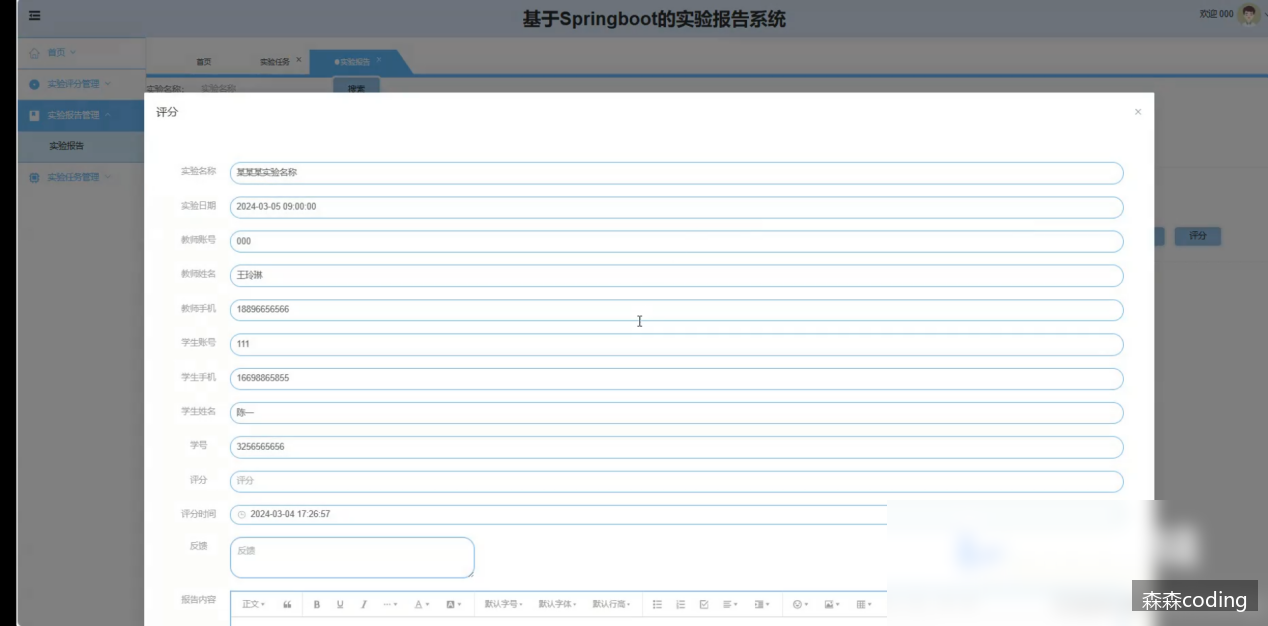 基于Springboot的实验报告系统
欢迎 000
首页
实验评分管理
实验报告管理
实验报告
实验任务管理
首页
实验任务
实验报告
实验名称:
实验名称
搜索
评分
评分
实验名称
某某某实验名称
实验日期
2024-03-05 09:00:00
教师账号
000
教师姓名
王玲琳
教师手机
18896656566
学生账号
111
学生手机
16698865855
学生姓名
陈一
学号
3256565656
评分
评分
评分时间
2024-03-04 17:26:57
反馈
反馈
报告内容
正文
B U I ··· A A
默认字号
默认字体
默认行高
森森coding